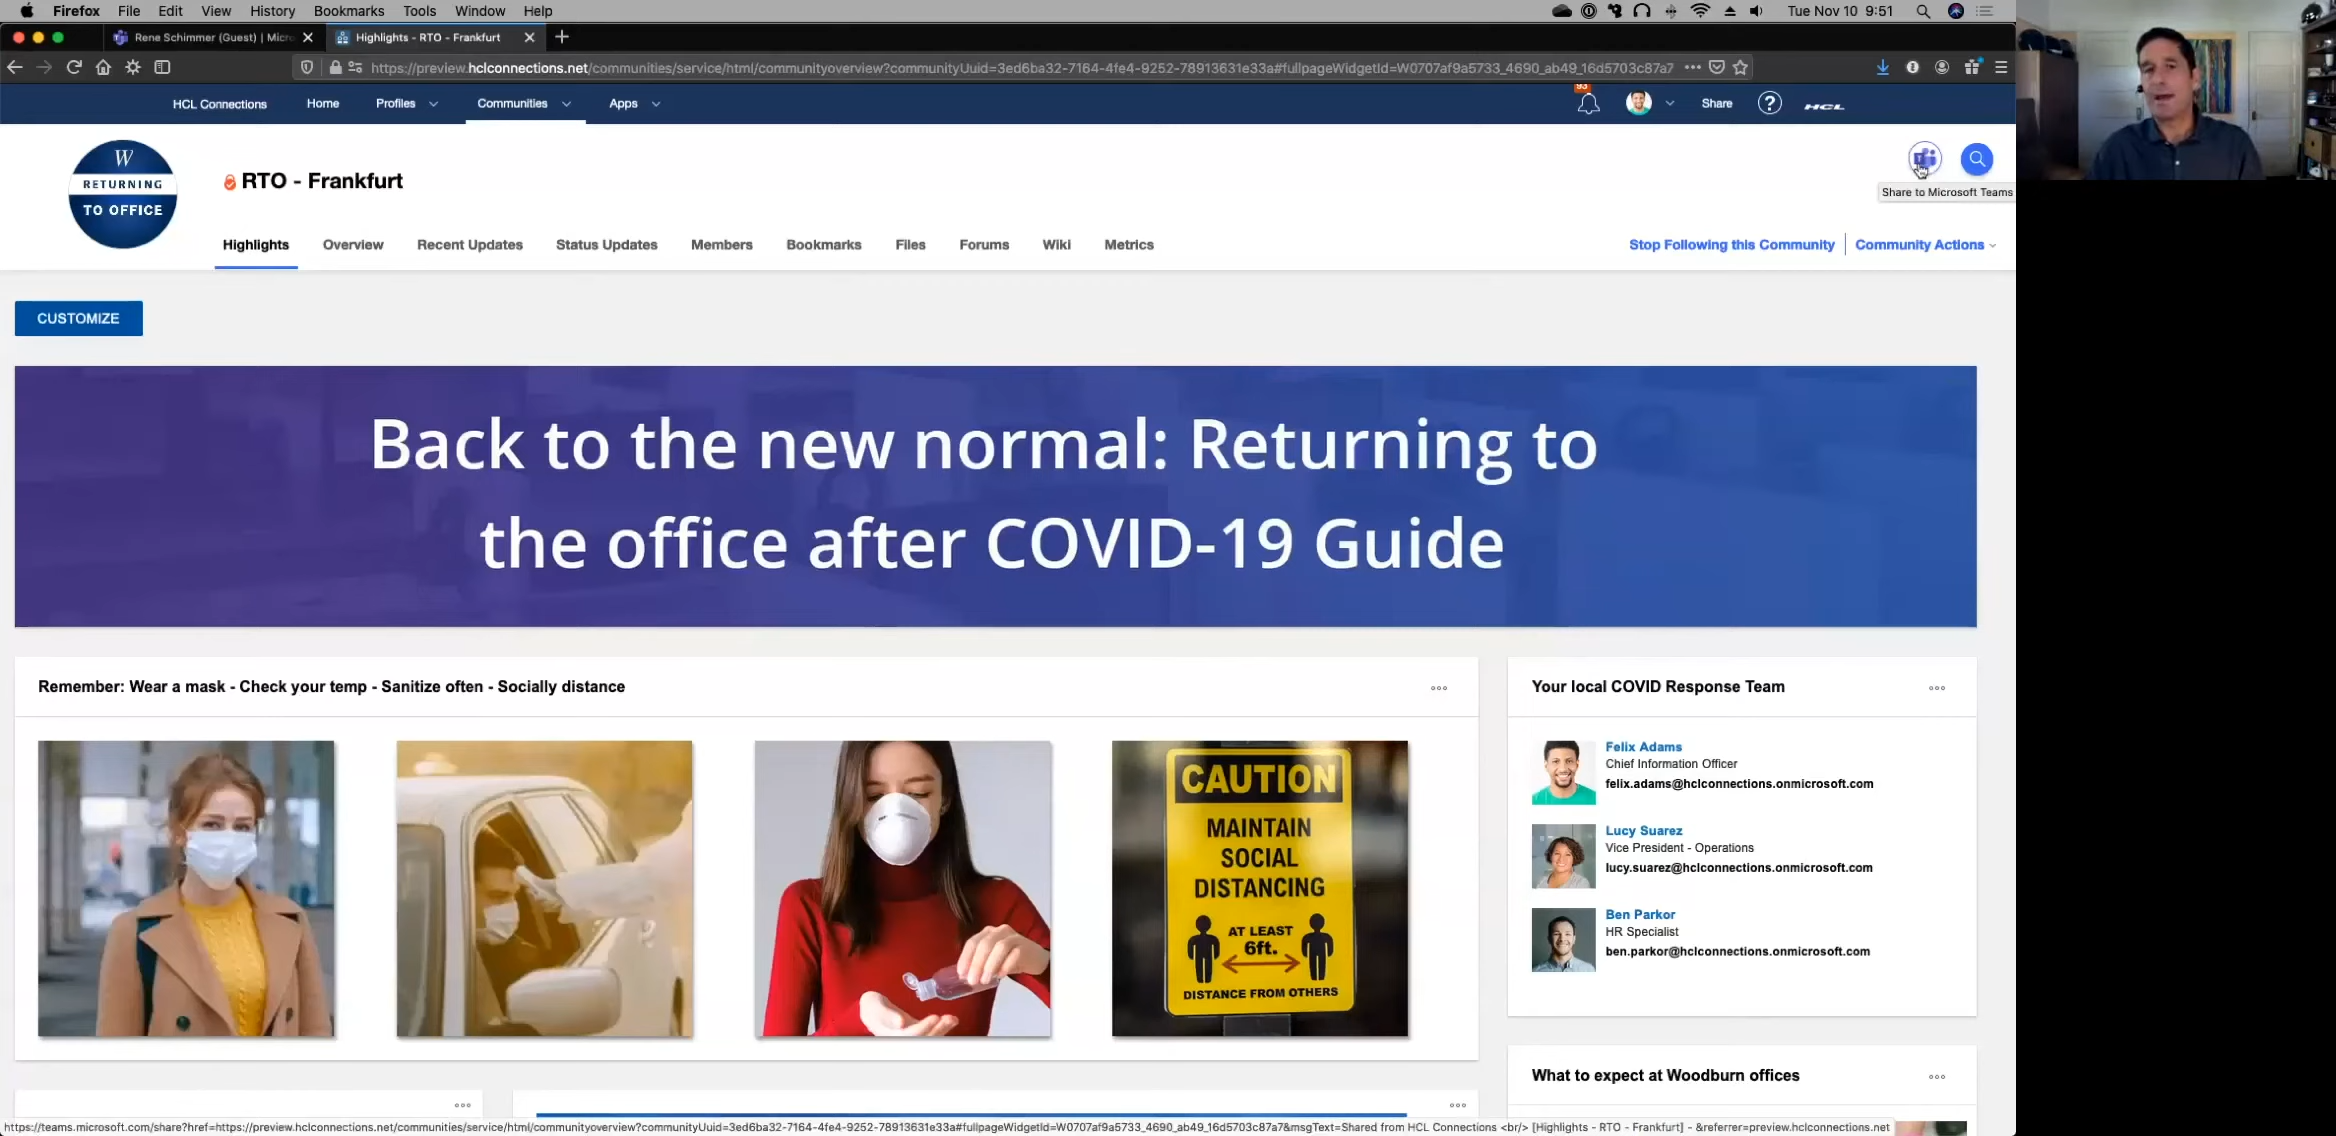 Firefox File Edit View History Bookmarks Tools Window Help Tue Nov 10 9:51
Rene Schimmer (Guest) | Micro
Highlights - RTO - Frankfurt
https://preview.hclconnections.net/communities/service/html/communityoverview?communityUuid=3ed6ba32-7164-4fe4-9252-78913631e33a#fullpageWidgetId=W0707af9a5733_4690_ab49_16d5703c87a7
HCL Connections Home Profiles Communities Apps 93 Share ? HCL
W
RETURNING
TO OFFICE
RTO - Frankfurt
Share to Microsoft Teams
Highlights Overview Recent Updates Status Updates Members Bookmarks Files Forums Wiki Metrics Stop Following this Community Community Actions
CUSTOMIZE
Back to the new normal: Returning to
the office after COVID-19 Guide
Remember: Wear a mask - Check your temp - Sanitize often - Socially distance
CAUTION
MAINTAIN
SOCIAL
DISTANCING
AT LEAST
6ft.
DISTANCE FROM OTHERS
Your local COVID Response Team
Felix Adams
Chief Information Officer
felix.adams@hclconnections.onmicrosoft.com
Lucy Suarez
Vice President - Operations
lucy.suarez@hclconnections.onmicrosoft.com
Ben Parkor
HR Specialist
ben.parkor@hclconnections.onmicrosoft.com
What to expect at Woodburn offices
https://teams.microsoft.com/share?href=https://preview.hclconnections.net/communities/service/html/communityoverview?communityUuid=3ed6ba32-7164-4fe4-9252-78913631e33a#fullpageWidgetId=W0707af9a5733_4690_ab49_16d5703c87a7&msgText=Shared from HCL Connections <br/> [Highlights - RTO - Frankfurt] - &referrer=preview.hclconnections.net